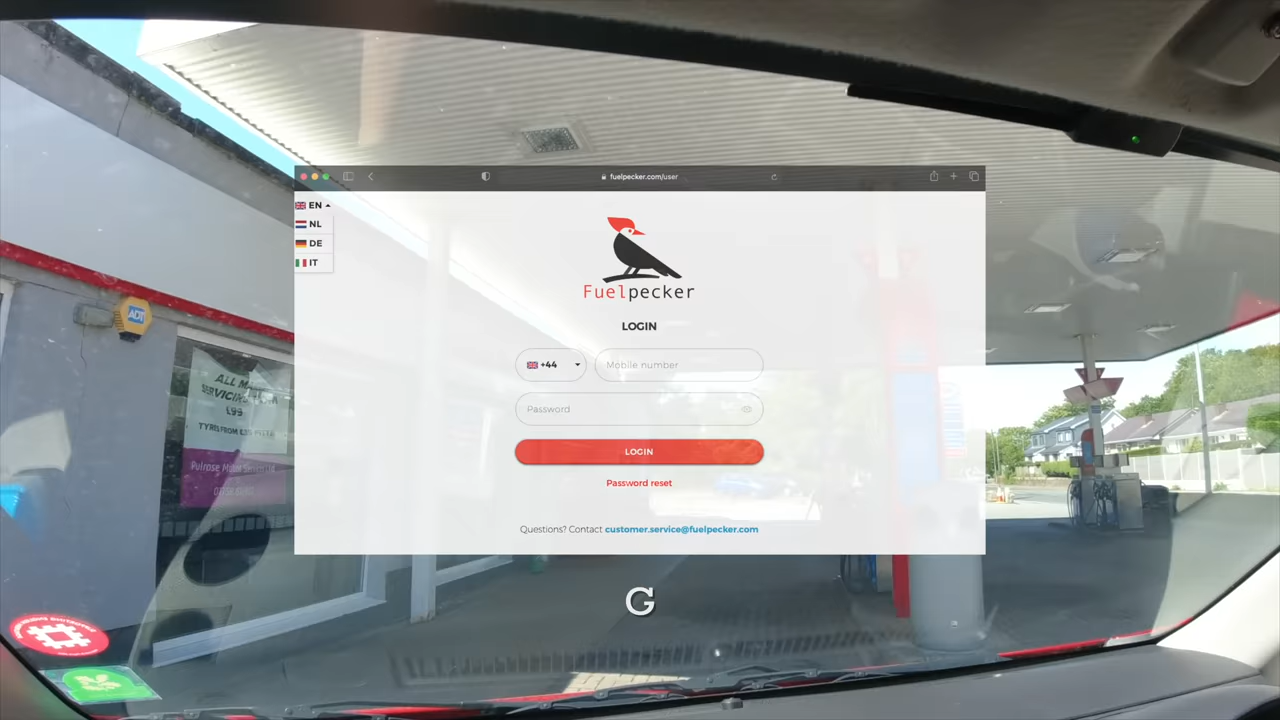 fuelpecker.com/user
EN
NL
DE
IT
Fuelpecker
LOGIN
+44
Mobile number
Password
LOGIN
Password reset
Questions? Contact customer.service@fuelpecker.com
G
ADT
ALL
SERVICING
£99
TYRES FROM